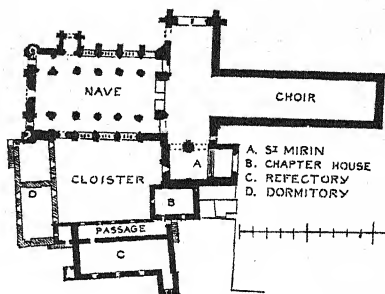 NAVE
CHOIR
A
A. ST MIRIN
B. CHAPTER HOUSE
C. REFECTORY
D. DORMITORY
CLOISTER
D
B
PASSAGE
C